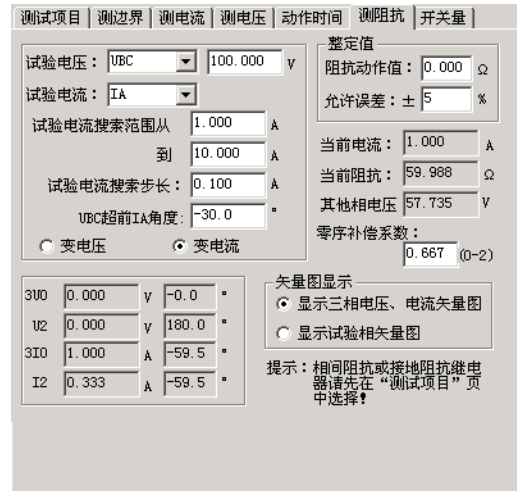 测试项目 测边界 测电流 测电压 动作时间 测阻抗 开关量
试验电压： UBC 100.000 V
试验电流： IA
试验电流搜索范围从 1.000 A
到 10.000 A
试验电流搜索步长： 0.100 A
UBC超前IA角度: -30.0 °
变电压 变电流
整定值
阻抗动作值： 0.000 Ω
允许误差：± 5 %
当前电流： 1.000 A
当前阻抗： 59.988 Ω
其他相电压 57.735 V
零序补偿系数：
0.667 (0-2)
3U0 0.000 V -0.0 °
U2 0.000 V 180.0 °
3I0 1.000 A -59.5 °
I2 0.333 A -59.5 °
矢量图显示
显示三相电压、电流矢量图
显示试验相矢量图
提示：相间阻抗或接地阻抗继电
器请先在“测试项目”页
中选择!